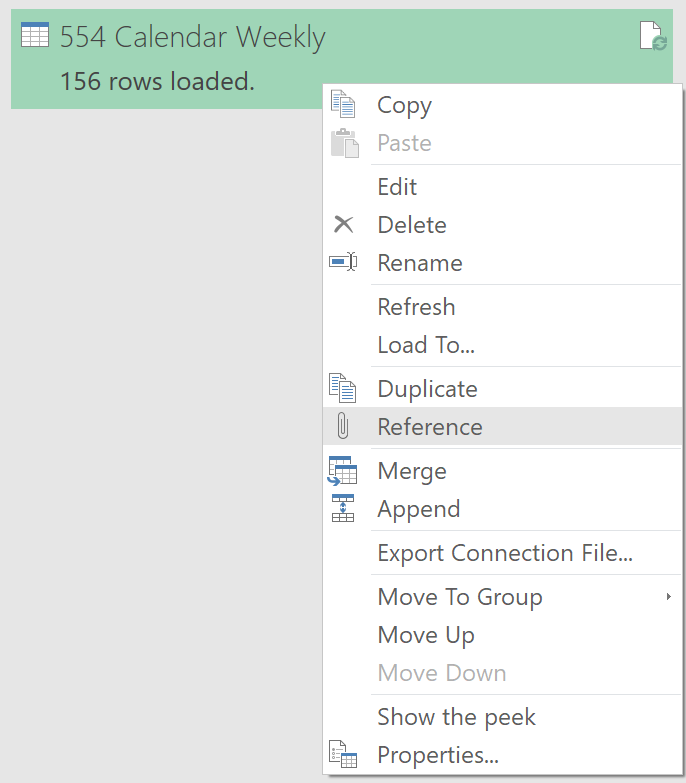 554 Calendar Weekly
156 rows loaded.
Copy
Paste
Edit
Delete
Rename
Refresh
Load To...
Duplicate
Reference
Merge
Append
Export Connection File...
Move To Group
Move Up
Move Down
Show the peek
Properties...